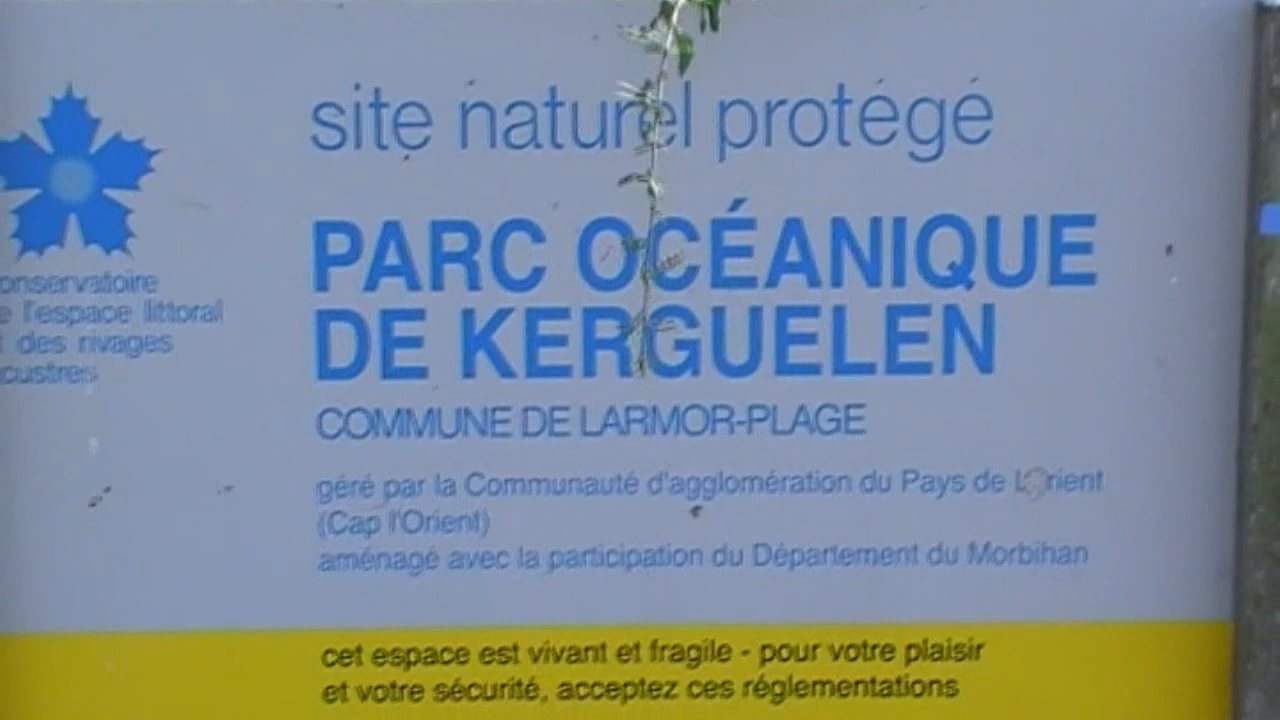 site naturel protégé
PARC OCÉANIQUE
DE KERGUELEN
COMMUNE DE LARMOR-PLAGE
géré par la Communauté d'agglomération du Pays de Lorient
(Cap l'Orient)
aménagé avec la participation du Département du Morbihan
onservatoire
e l'espace littoral
t des rivages
custres
cet espace est vivant et fragile - pour votre plaisir
et votre sécurité, acceptez ces réglementations